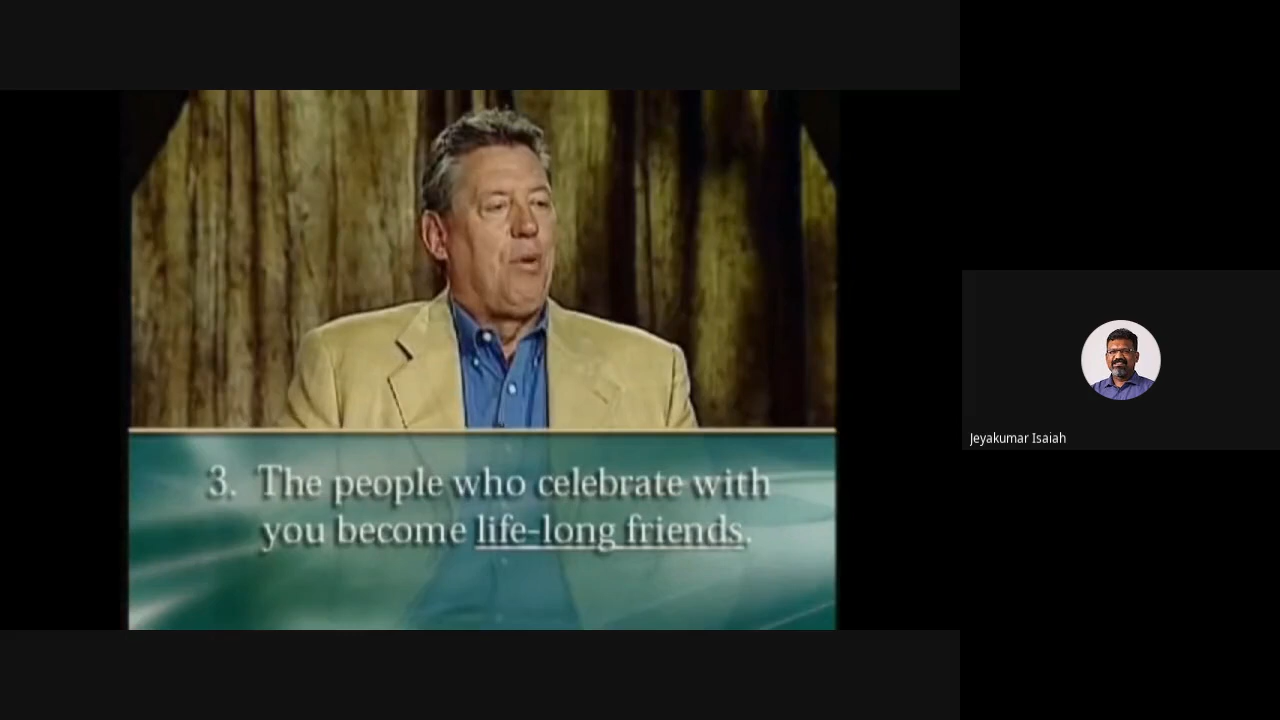 3. The people who celebrate with
you become life-long friends.
Jeyakumar Isaiah